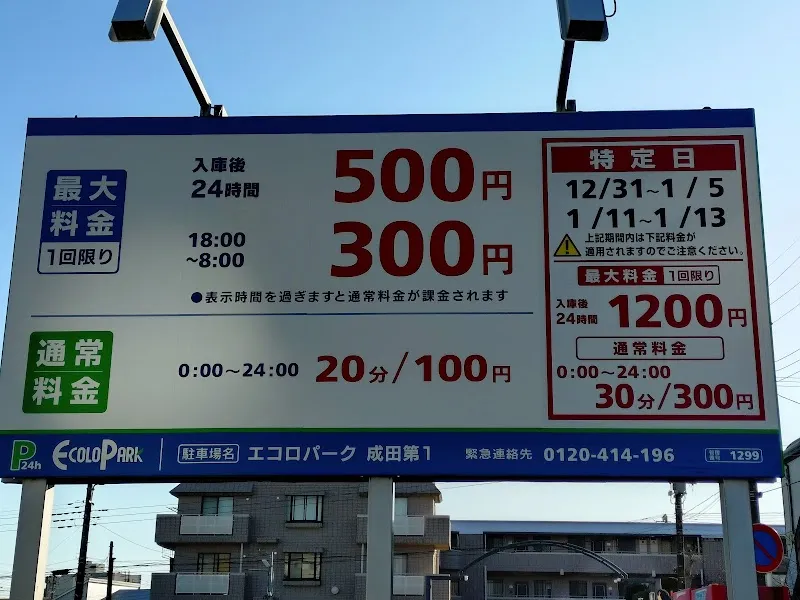 最大
料金
1回限り
入庫後
24時間
500円
18:00
~8:00
300円
●表示時間を過ぎますと通常料金が課金されます
通常
料金
0:00~24:00
20分/100円
特定日
12/31~1/5
1/11~1/13
上記期間内は下記料金が
適用されますのでご注意ください。
最大料金 1回限り
入庫後
24時間
1200円
通常料金
0:00~24:00
30分/300円
P
24h
ECOLOPARK
駐車場名 エコロパーク 成田第1
緊急連絡先 0120-414-196
1299